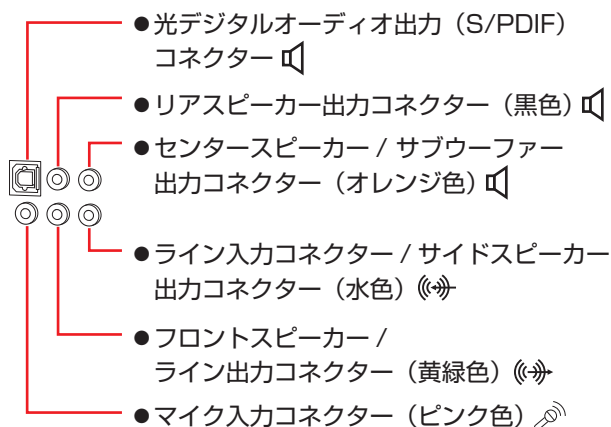 ●光デジタルオーディオ出力（S/PDIF）
コネクター
●リアスピーカー出力コネクター（黒色）
●センタースピーカー / サブウーファー
出力コネクター（オレンジ色）
●ライン入力コネクター / サイドスピーカー
出力コネクター（水色）
●フロントスピーカー /
ライン出力コネクター（黄緑色）
●マイク入力コネクター（ピンク色）